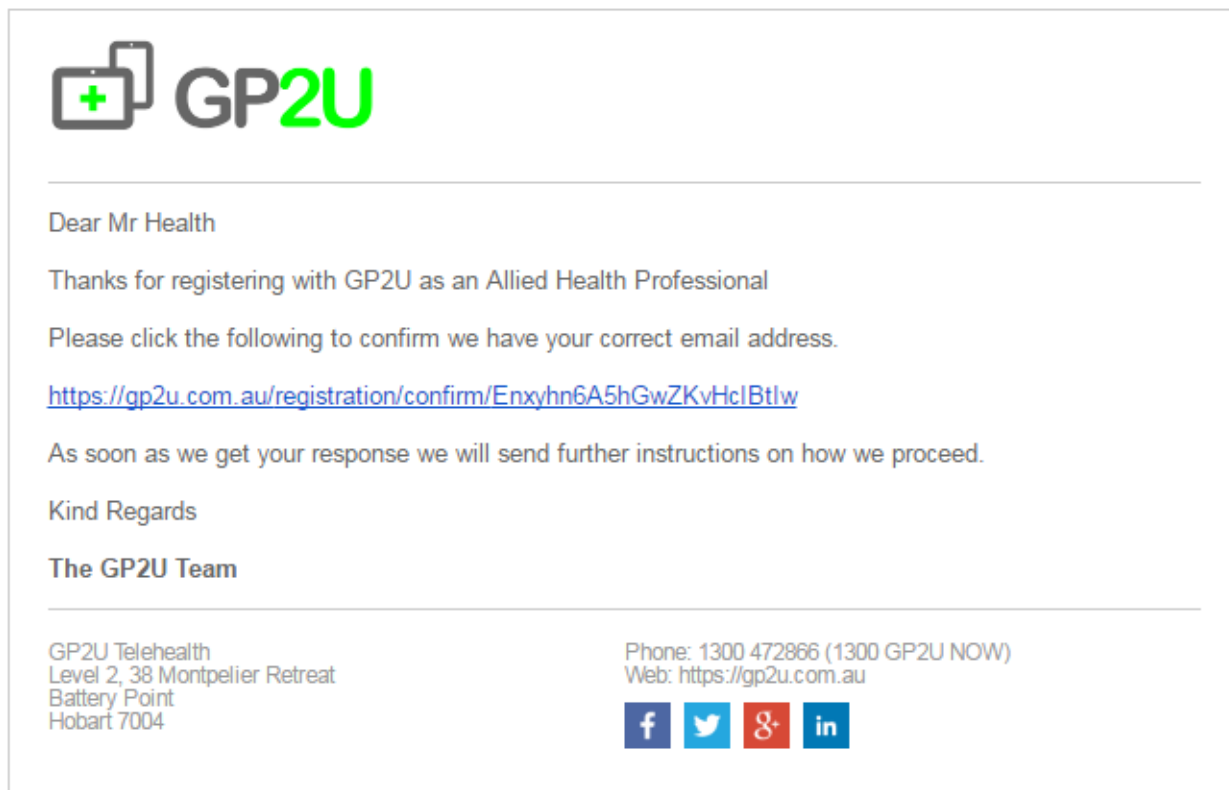 GP2U
Dear Mr Health
Thanks for registering with GP2U as an Allied Health Professional
Please click the following to confirm we have your correct email address.
https://gp2u.com.au/registration/confirm/Enxyhn6A5hGwZKvHcIBtIw
As soon as we get your response we will send further instructions on how we proceed.
Kind Regards
The GP2U Team
GP2U Telehealth
Level 2, 38 Montpelier Retreat
Battery Point
Hobart 7004
Phone: 1300 472866 (1300 GP2U NOW)
Web: https://gp2u.com.au
f
8+
in